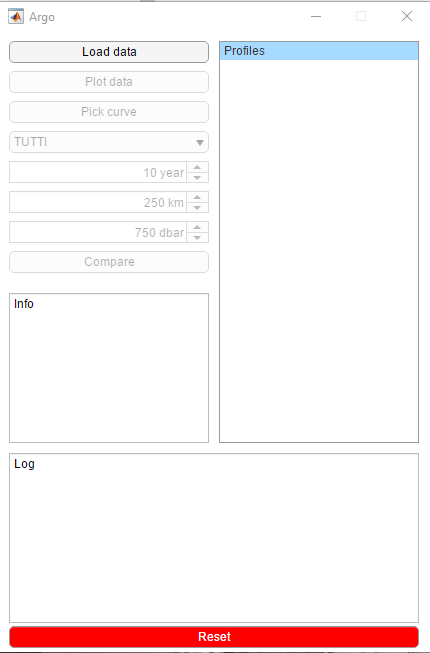 Argo
Load data
Plot data
Pick curve
TUTTI
10 year
250 km
750 dbar
Compare
Info
Profiles
Log
Reset